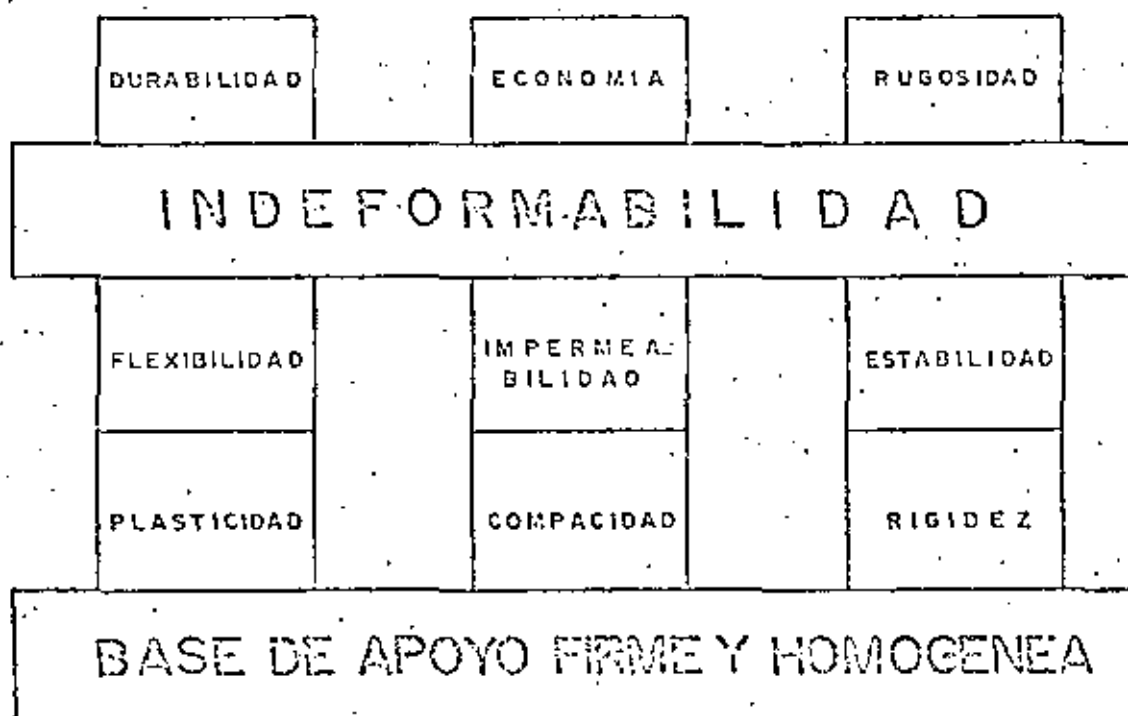 DURABILIDAD
ECONOMIA
RUGOSIDAD
INDEFORMABILIDAD
FLEXIBILIDAD
IMPERMEA-
BILIDAD
ESTABILIDAD
PLASTICIDAD
COMPACIDAD
RIGIDEZ
BASE DE APOYO FIRME Y HOMOGENEA